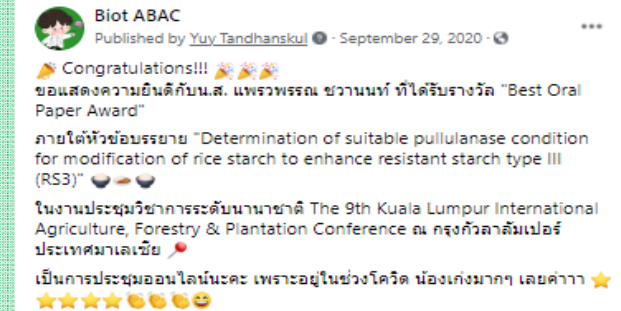 Biot ABAC
Published by Yuy Tandhanskul · September 29, 2020 ·
🎉 Congratulations!!! 🎉🎉🎉
ขอแสดงความยินดีกับน.ส. แพรวพรรณ ชวานนท์ ที่ได้รับรางวัล "Best Oral
Paper Award"
ภายใต้หัวข้อบรรยาย "Determination of suitable pullulanase condition
for modification of rice starch to enhance resistant starch type III
(RS3)" 🍚🥖🍚
ในงานประชุมวิชาการระดับนานาชาติ The 9th Kuala Lumpur International
Agriculture, Forestry & Plantation Conference ณ กรุงกัวลาลัมเปอร์
ประเทศมาเลเซีย 🏓
เป็นการประชุมออนไลน์นะคะ เพราะอยู่ในช่วงโควิด น้องเก่งมากๆ เลยค่าาา ⭐
⭐⭐⭐⭐👏👏👏😄